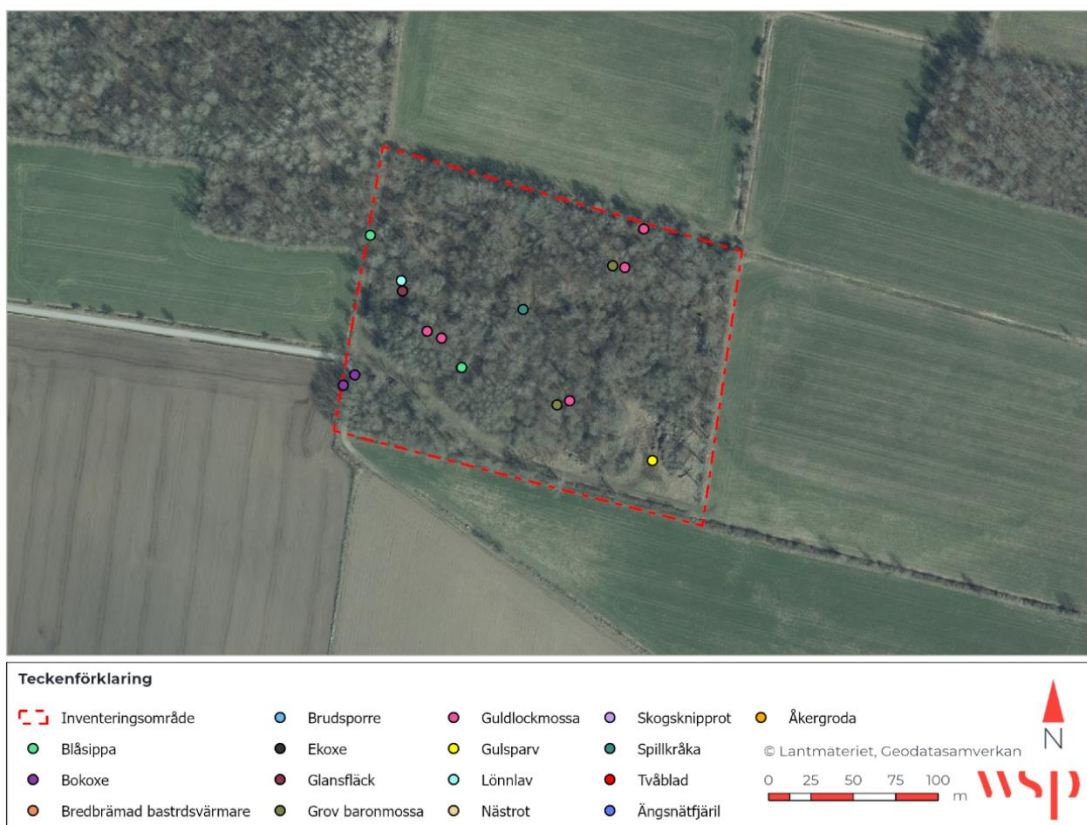 Teckenförklaring
Inventeringsområde
Blåsippa
Bokoxe
Bredbrämad bastrdsvärmare
Brudsporre
Ekoxe
Glansfläck
Grov baronmossa
Guldlockmossa
Gulsparv
Lönnlav
Nästrot
Skogsknipprot
Spillkråka
Tvåblad
Ängsnätfjäril
Åkergroda
© Lantmateriet, Geodatasamverkan
0 25 50 75 100
m
N
wsp